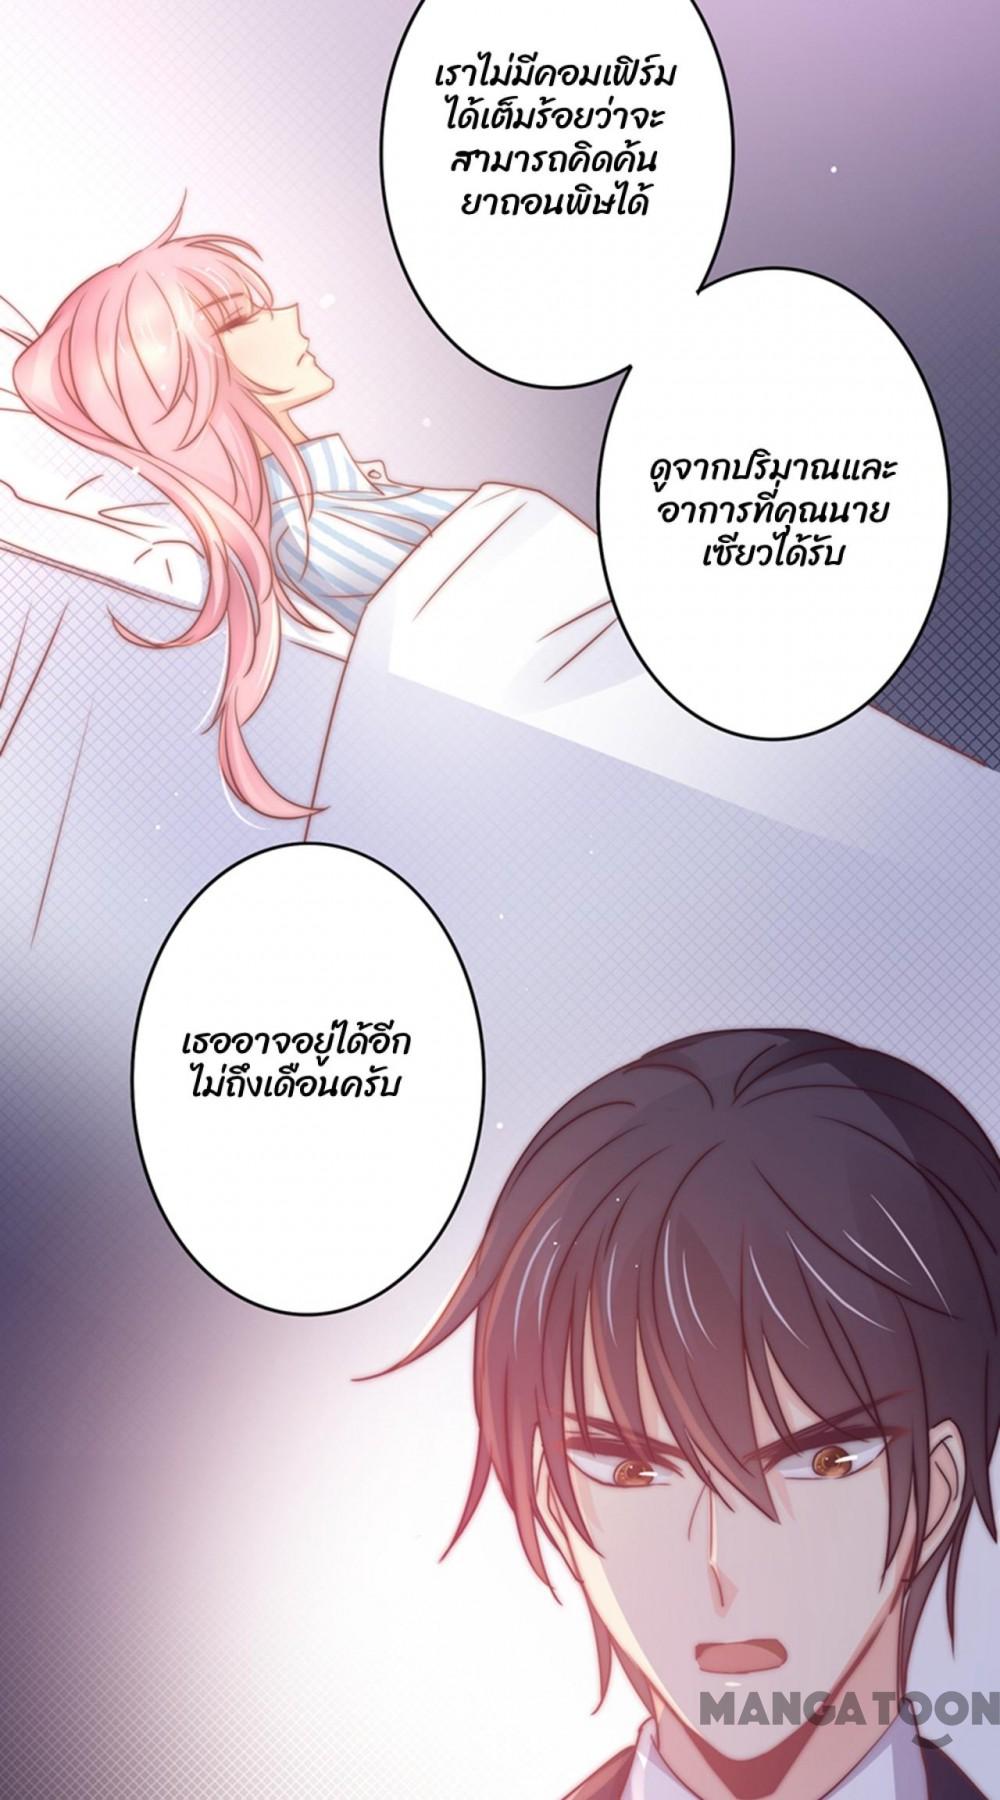 เราไม่มีคอมเฟิร์ม
ได้เต็มร้อยว่าจะ
สามารถคิดค้น
ยาถอนพิษได้
ดูจากปริมาณและ
อาการที่คุณนาย
เซียวได้รับ
เธออาจอยู่ได้อีก
ไม่ถึงเดือนครับ
MANGATOON